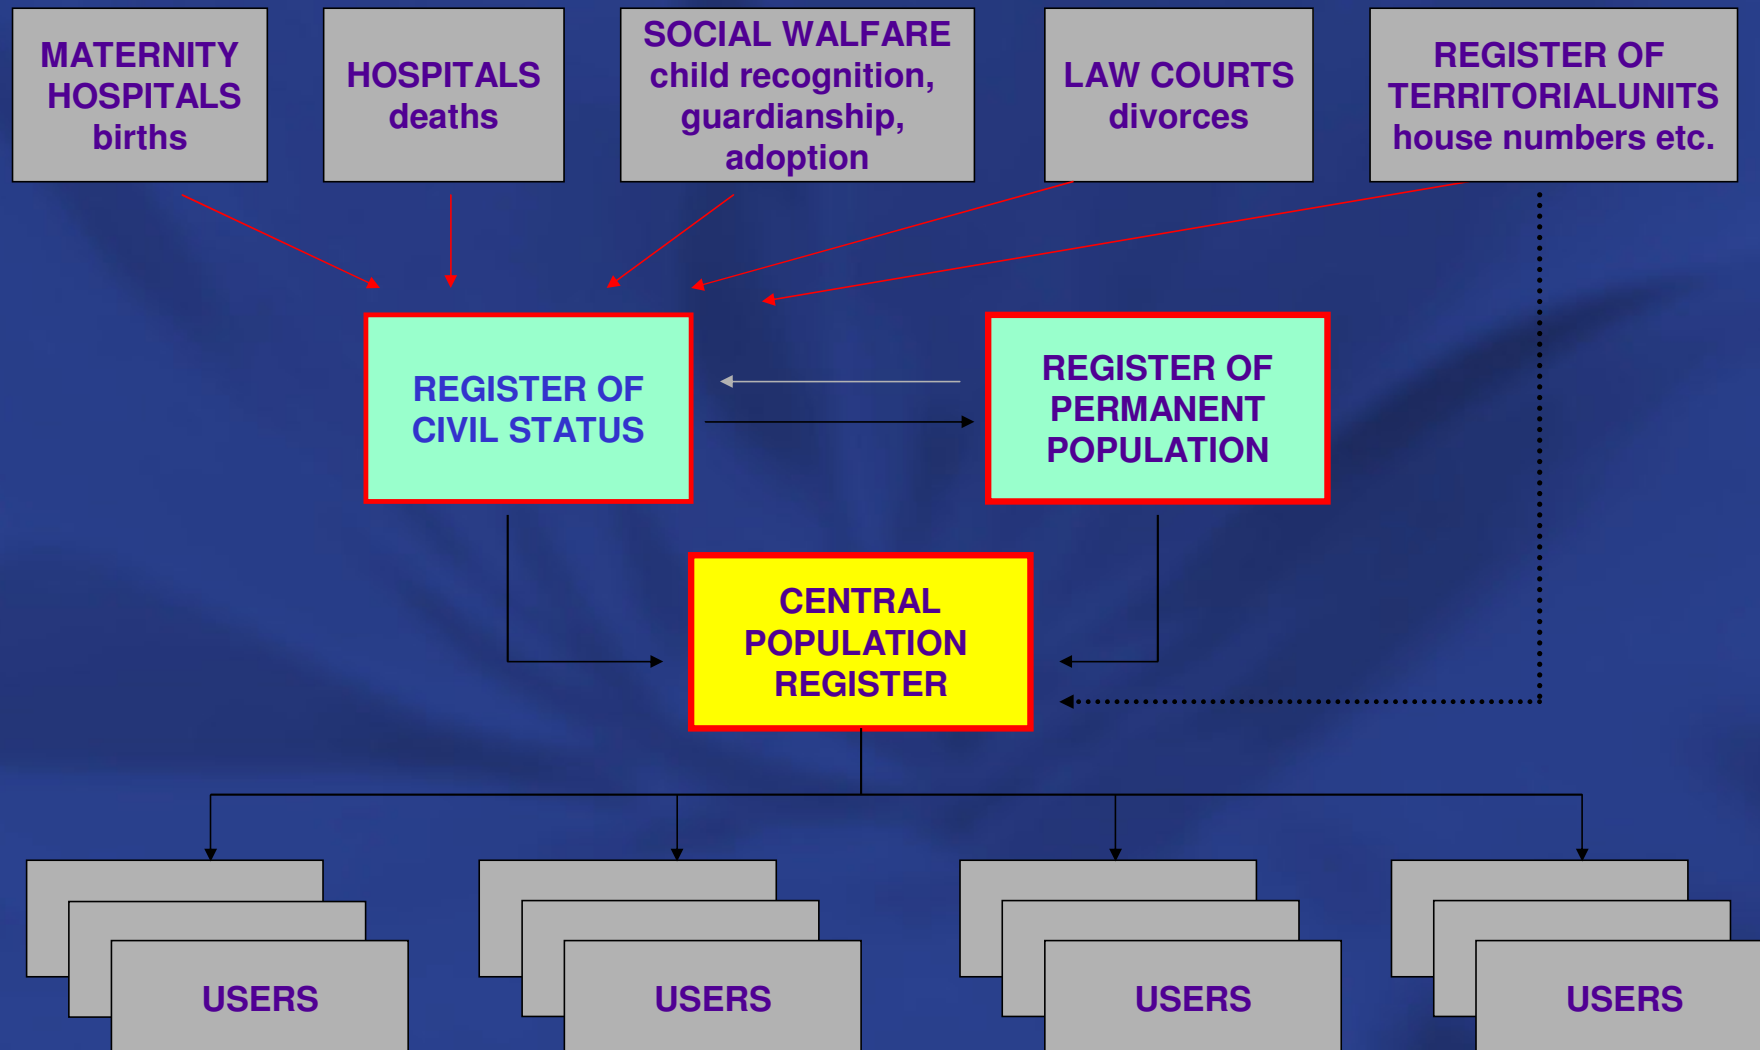 MATERNITY
HOSPITALS
births
HOSPITALS
deaths
SOCIAL WALFARE
child recognition,
guardianship,
adoption
LAW COURTS
divorces
REGISTER OF
TERRITORIALUNITS
house numbers etc.
REGISTER OF
CIVIL STATUS
REGISTER OF
PERMANENT
POPULATION
CENTRAL
POPULATION
REGISTER
USERS
USERS
USERS
USERS